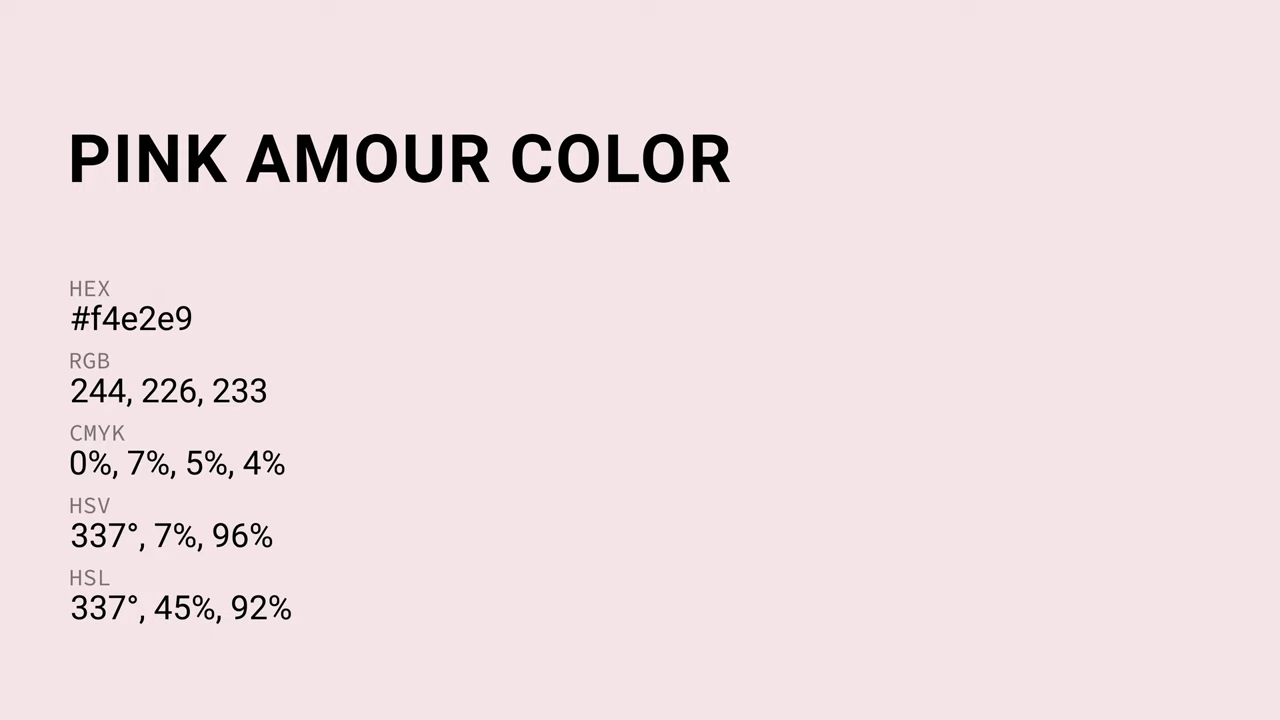 PINK AMOUR COLOR
HEX
#f4e2e9
RGB
244, 226, 233
CMYK
0%, 7%, 5%, 4%
HSV
337°, 7%, 96%
HSL
337°, 45%, 92%